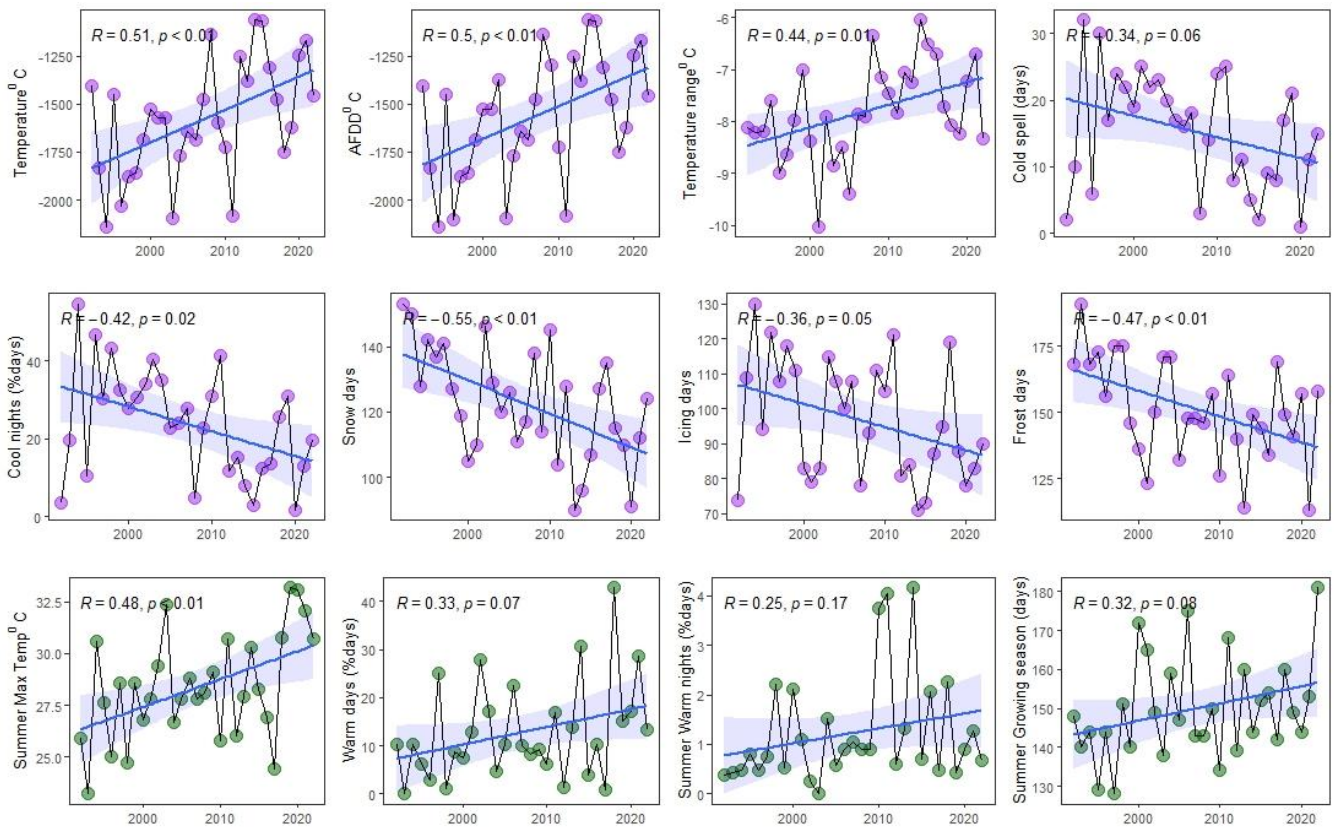 R = 0.51, p < 0.01
Temperature⁰ C
-1250
-1500
-1750
-2000
2000 2010 2020
R = 0.5, p < 0.01
AFDD⁰ C
-1250
-1500
-1750
-2000
2000 2010 2020
R = 0.44, p = 0.01
Temperature range⁰ C
-6
-7
-8
-9
-10
2000 2010 2020
R = −0.34, p = 0.06
Cold spell (days)
30
20
10
0
2000 2010 2020
R = −0.42, p = 0.02
Cool nights (%days)
40
20
0
2000 2010 2020
R = −0.55, p < 0.01
Snow days
140
120
100
2000 2010 2020
R = −0.36, p = 0.05
Icing days
130
120
110
100
90
80
70
2000 2010 2020
R = −0.47, p < 0.01
Frost days
175
150
125
2000 2010 2020
R = 0.48, p < 0.01
Summer Max Temp⁰ C
32.5
30.0
27.5
25.0
2000 2010 2020
R = 0.33, p = 0.07
Warm days (%days)
40
30
20
10
0
2000 2010 2020
R = 0.25, p = 0.17
Summer Warm nights (%days)
4
3
2
1
0
2000 2010 2020
R = 0.32, p = 0.08
Summer Growing season (days)
180
170
160
150
140
130
2000 2010 2020